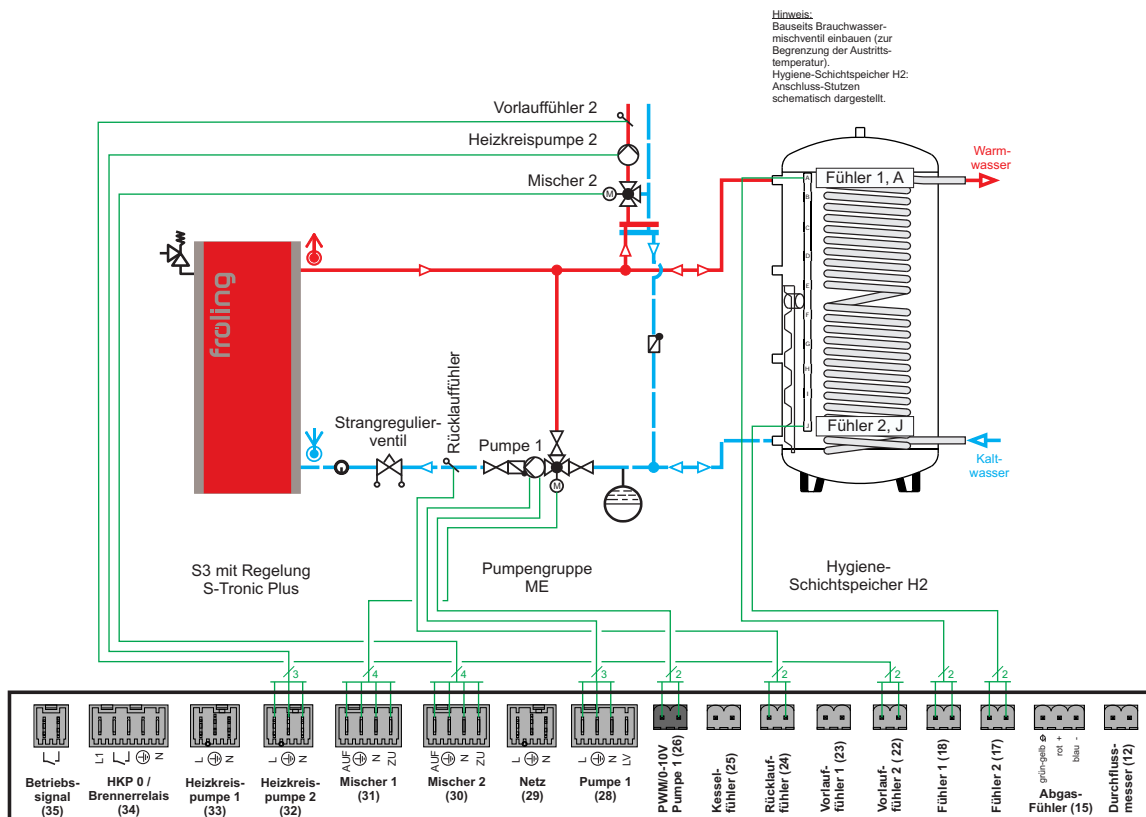 Hinweis:
Bauseits Brauchwasser-
mischventil einbauen (zur
Begrenzung der Austritts-
temperatur).
Hygiene-Schichtspeicher H2:
Anschluss-Stutzen
schematisch dargestellt.
Vorlauffühler 2
Heizkreispumpe 2
Mischer 2
M
Warm-
wasser
Fühler 1, A
A
B
C
D
E
F
G
H
I
J
Fühler 2, J
Kalt-
wasser
fröling
Strangregulier-
ventil
Rücklauffühler
Pumpe 1
M
S3 mit Regelung
S-Tronic Plus
Pumpengruppe
ME
Hygiene-
Schichtspeicher H2
3
4
4
3
2
2
2
2
2
L1
N
L
N
L
N
AUF
N
ZU
AUF
N
ZU
L
N
L
N
LV
grün-gelb
rot +
blau -
Betriebs-
signal
(35)
HKP 0 /
Brennerrelais
(34)
Heizkreis-
pumpe 1
(33)
Heizkreis-
pumpe 2
(32)
Mischer 1
(31)
Mischer 2
(30)
Netz
(29)
Pumpe 1
(28)
PWM/0-10V
Pumpe 1 (26)
Kessel-
fühler (25)
Rücklauf-
fühler (24)
Vorlauf-
fühler 1 (23)
Vorlauf-
fühler 2 (22)
Fühler 1 (18)
Fühler 2 (17)
Abgas-
Fühler (15)
Durchfluss-
messer (12)